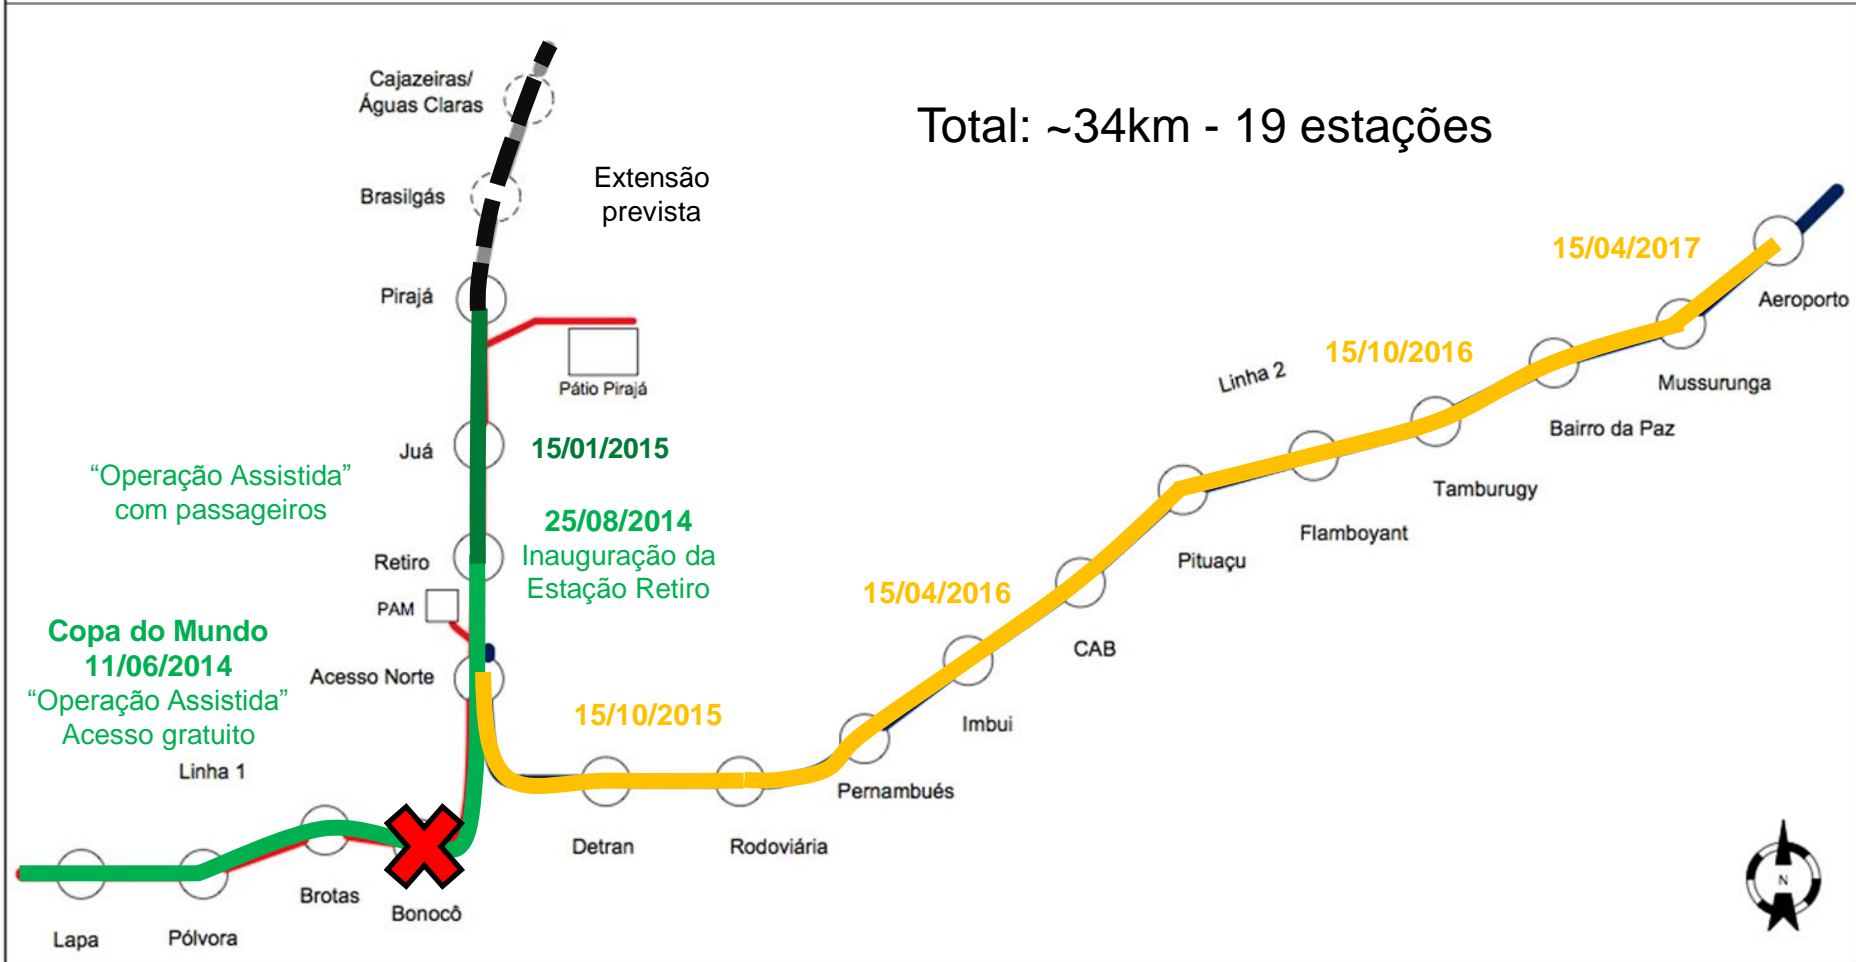 Cajazeiras/
Águas Claras
Total: ~34km - 19 estações
Brasilgás
Extensão
prevista
Pirajá
15/04/2017
Aeroporto
Pátio Pirajá
Linha 2
15/10/2016
Mussurunga
Juá
15/01/2015
Bairro da Paz
“Operação Assistida”
com passageiros
Tamburugy
25/08/2014
Inauguração da
Estação Retiro
Flamboyant
Retiro
Pituaçu
PAM
15/04/2016
Copa do Mundo
11/06/2014
“Operação Assistida”
Acesso gratuito
CAB
Acesso Norte
15/10/2015
Imbui
Linha 1
Pernambués
Detran
Rodoviária
Brotas
Bonocô
N
Lapa
Pólvora